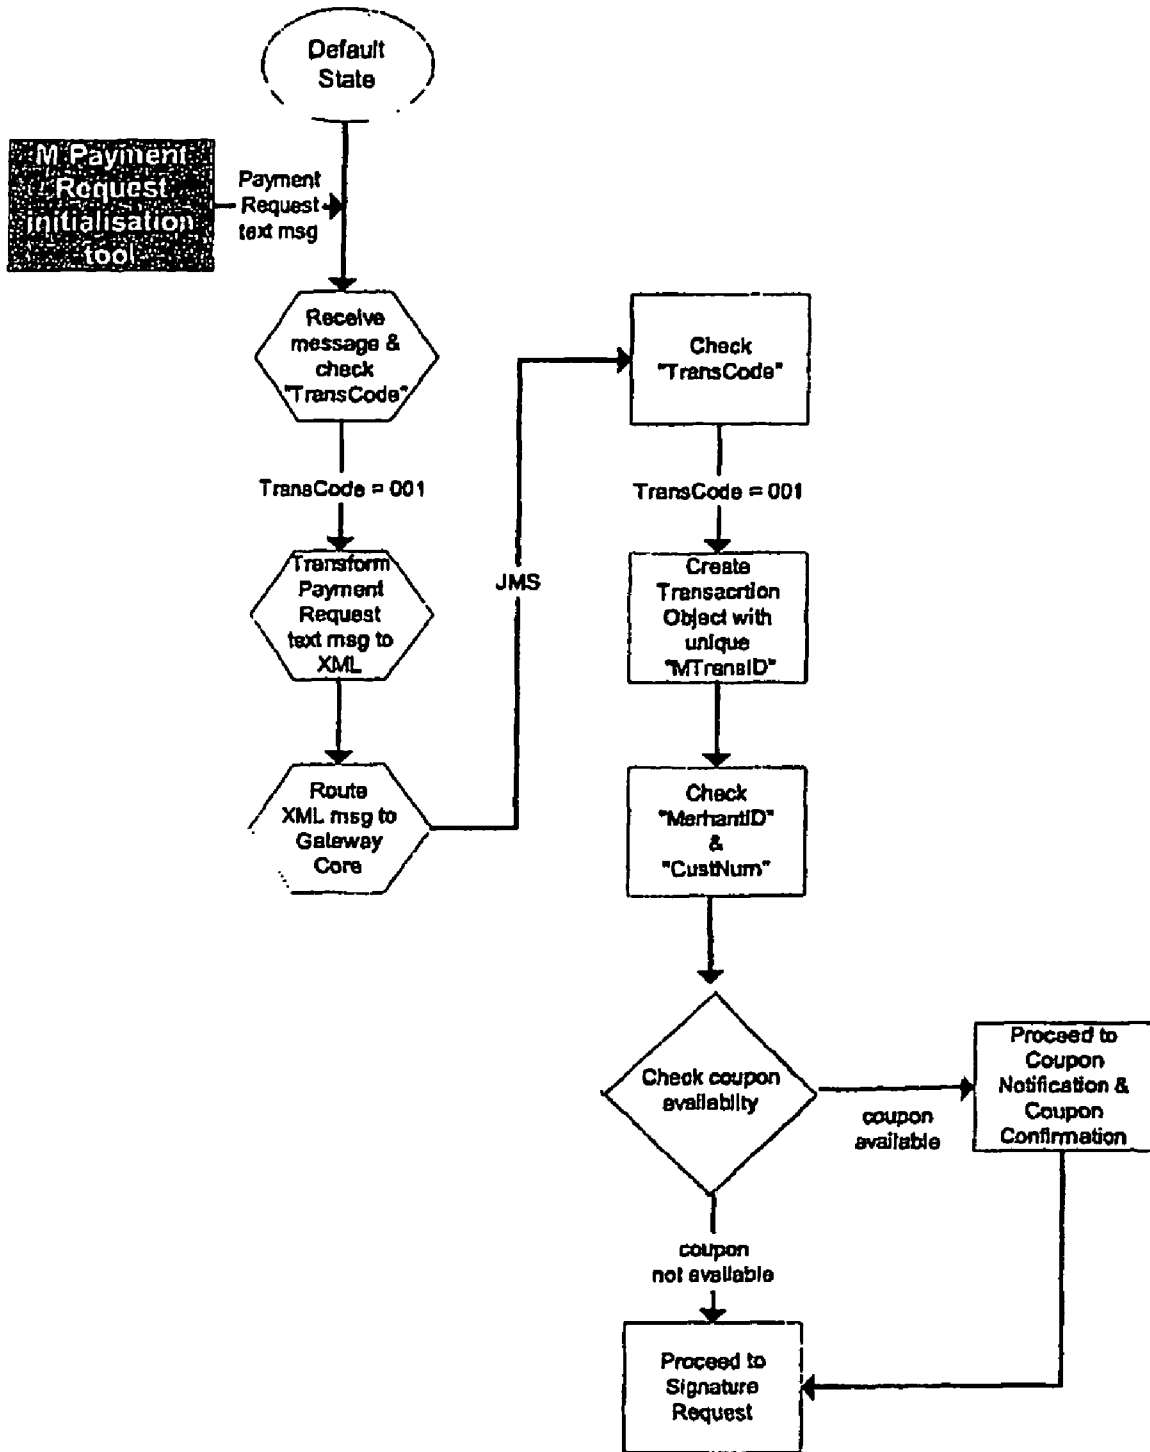 Default
State
M Payment
Request
initialisation
tool
Payment
Request
text msg
Receive
message &
check
"TransCode"
TransCode = 001
Transform
Payment
Request
text msg to
XML
Route
XML msg to
Gateway
Core
JMS
Check
"TransCode"
TransCode = 001
Create
Transacrtion
Object with
unique
"MTransID"
Check
"MerhantID"
&
"CustNum"
Check coupon
availabilty
coupon
available
Proceed to
Coupon
Notification &
Coupon
Confirmation
coupon
not available
Proceed to
Signature
Request